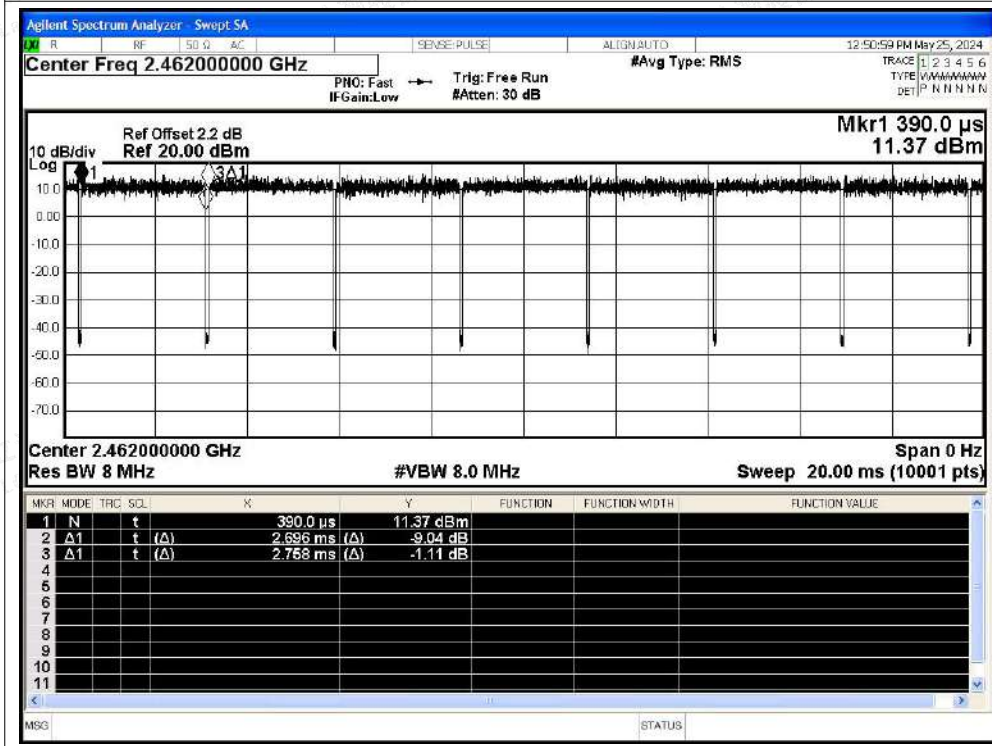 Agilent Spectrum Analyzer - Swept SA
LXI R RF 50 Ω AC SENSE:PULSE ALIGN AUTO 12:50:59 PM May 25, 2024
Center Freq 2.462000000 GHz #Avg Type: RMS TRACE 1 2 3 4 5 6
PNO: Fast Trig: Free Run TYPE WWWWWW
IFGain:Low #Atten: 30 dB DET P N N N N N
Ref Offset 2.2 dB Mkr1 390.0 µs
10 dB/div Ref 20.00 dBm 11.37 dBm
Log
1 3Δ1
10.0
0.00
-10.0
-20.0
-30.0
-40.0
-50.0
-60.0
-70.0
Center 2.462000000 GHz Span 0 Hz
Res BW 8 MHz #VBW 8.0 MHz Sweep 20.00 ms (10001 pts)
MKR MODE TRC SCL X Y FUNCTION FUNCTION WIDTH FUNCTION VALUE
1 N t 390.0 µs 11.37 dBm
2 Δ1 t (Δ) 2.696 ms (Δ) -9.04 dB
3 Δ1 t (Δ) 2.758 ms (Δ) -1.11 dB
4
5
6
7
8
9
10
11
MSG STATUS